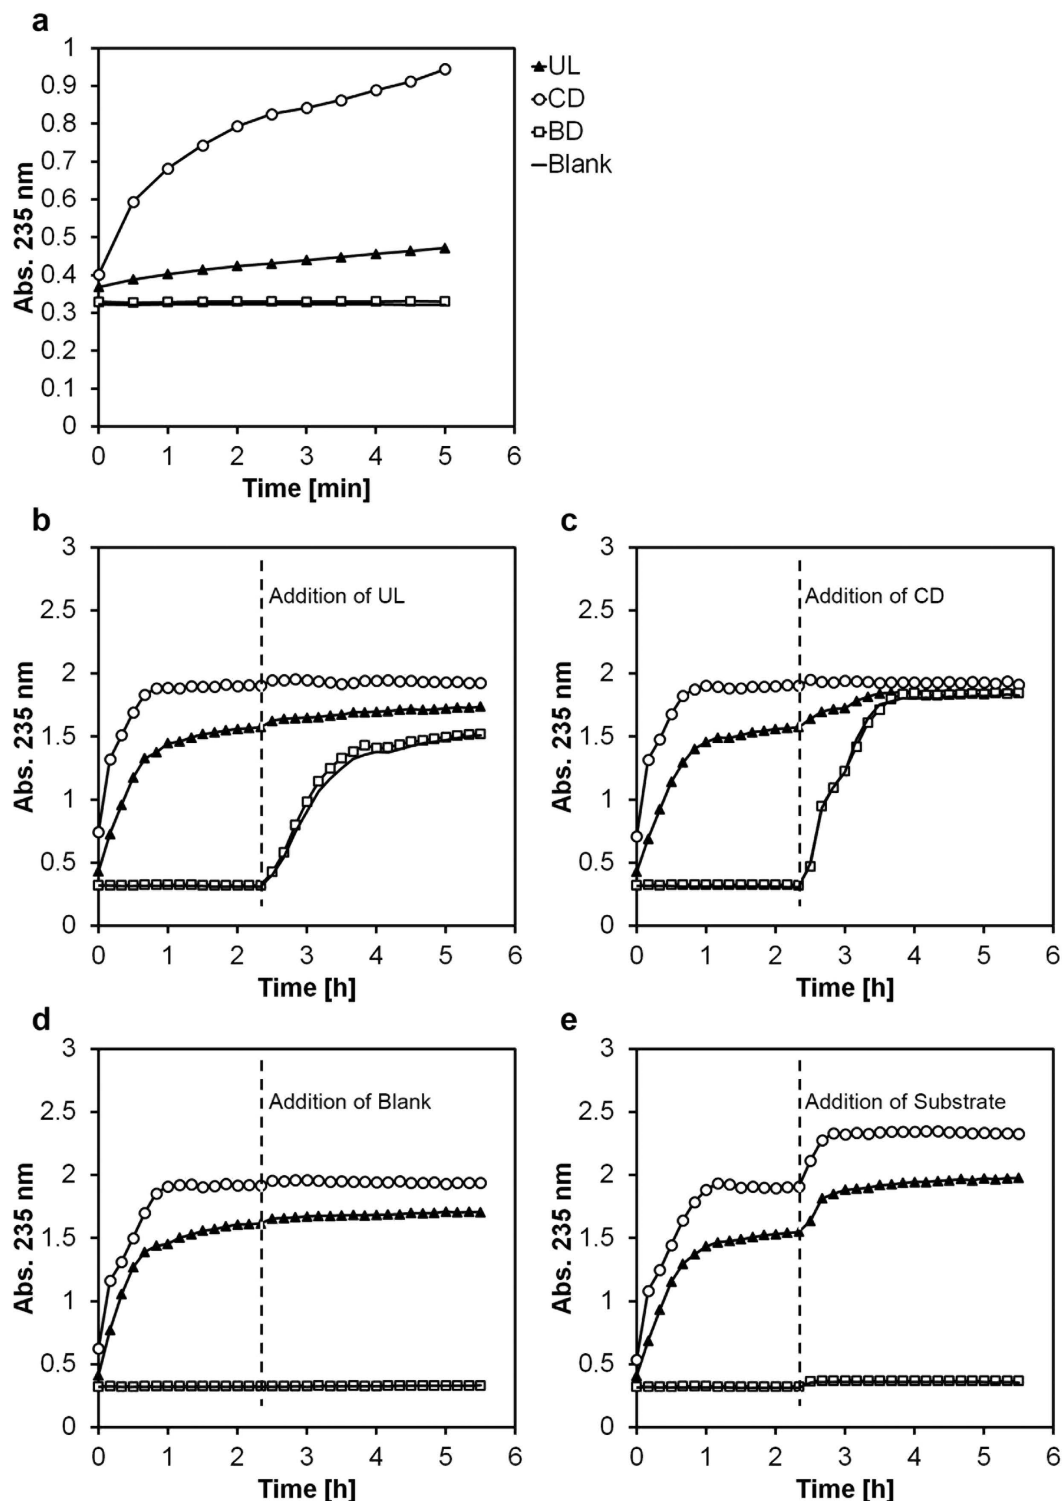 a
1
0.9
0.8
0.7
0.6
0.5
0.4
0.3
0.2
0.1
0
Abs. 235 nm
0 1 2 3 4 5 6
Time [min]
UL
CD
BD
Blank
b
3
2.5
2
1.5
1
0.5
0
Abs. 235 nm
Addition of UL
0 1 2 3 4 5 6
Time [h]
c
3
2.5
2
1.5
1
0.5
0
Abs. 235 nm
Addition of CD
0 1 2 3 4 5 6
Time [h]
d
3
2.5
2
1.5
1
0.5
0
Abs. 235 nm
Addition of Blank
0 1 2 3 4 5 6
Time [h]
e
3
2.5
2
1.5
1
0.5
0
Abs. 235 nm
Addition of Substrate
0 1 2 3 4 5 6
Time [h]